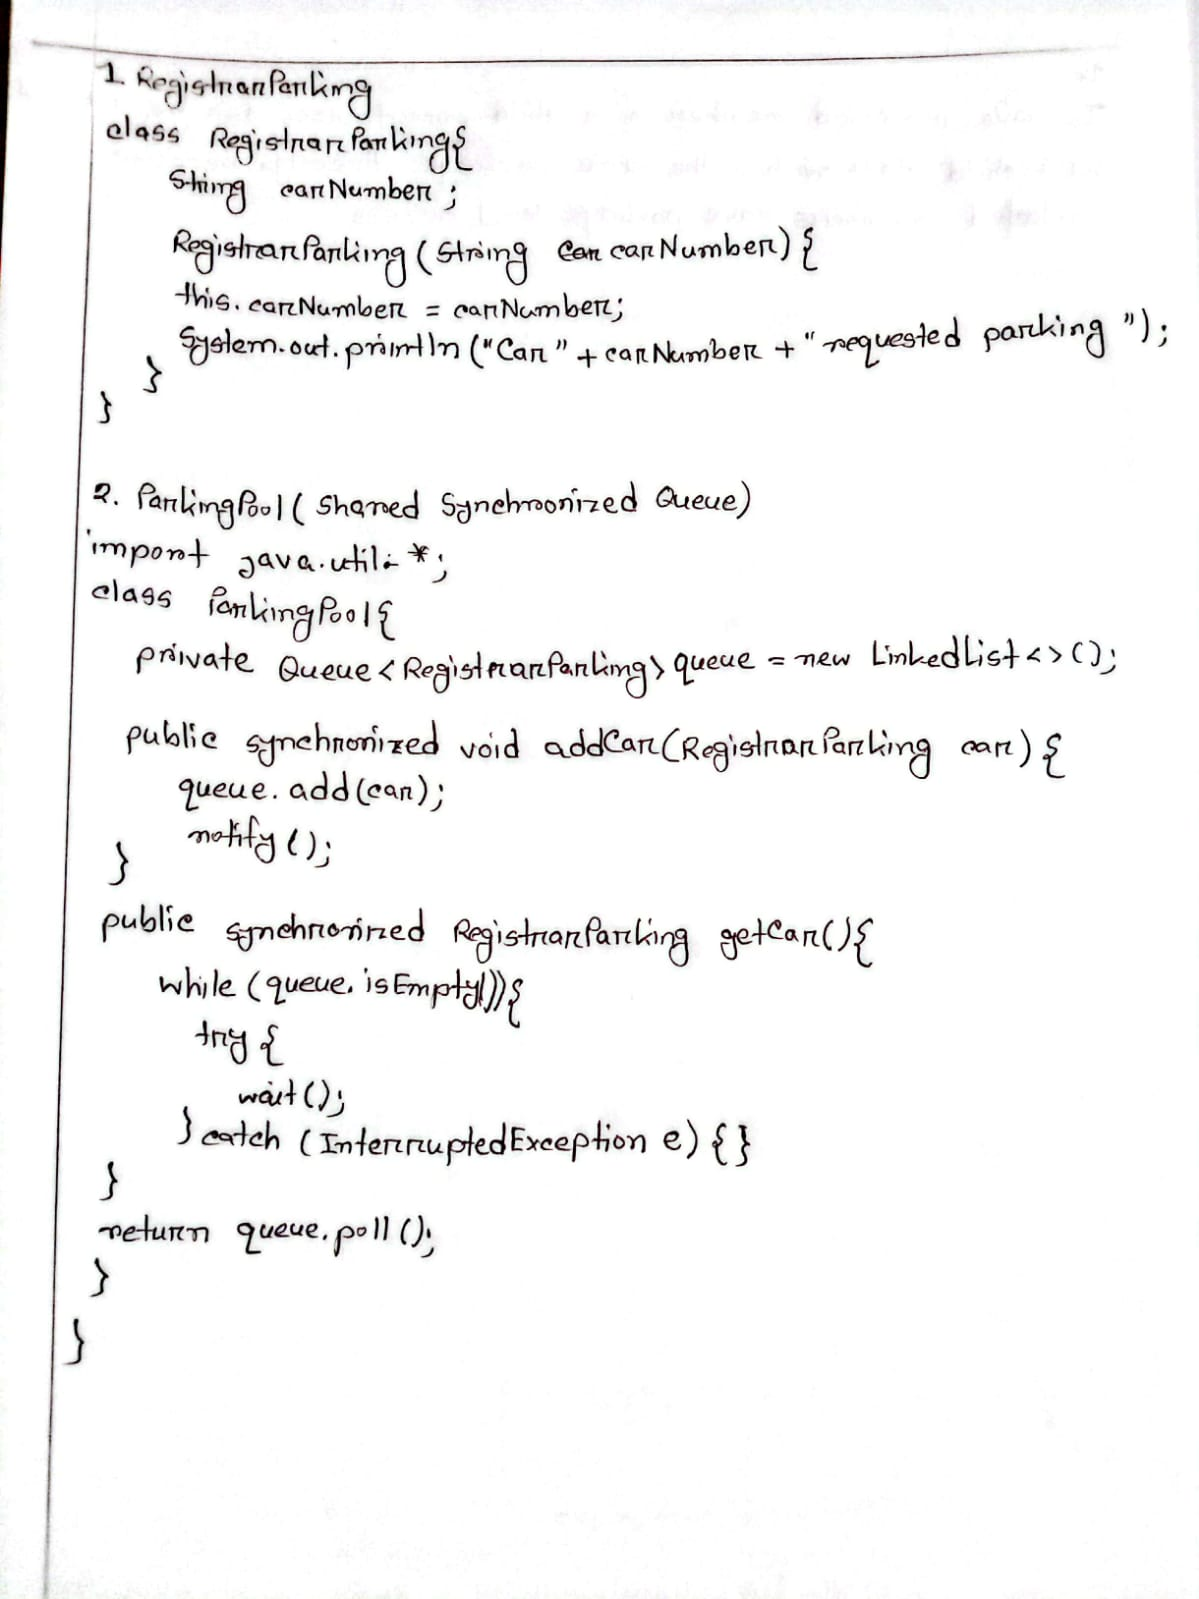 1. RegistrarParking
class RegistrarParking{
String carNumber;
RegistrarParking(String carNumber){
this.carNumber = carNumber;
System.out.println("Car" + carNumber + "requested parking");
}
}
2. ParkingPool (Shared Synchronized Queue)
import java.util.*;
class ParkingPool{
private Queue<RegistrarParking> queue = new LinkedList<>();
public synchronized void addCar(RegistrarParking car){
queue.add(car);
notify();
}
public synchronized RegistrarParking getCar(){
while(queue.isEmpty()){
try{
wait();
} catch (InterruptedException e) {}
}
return queue.poll();
}
}